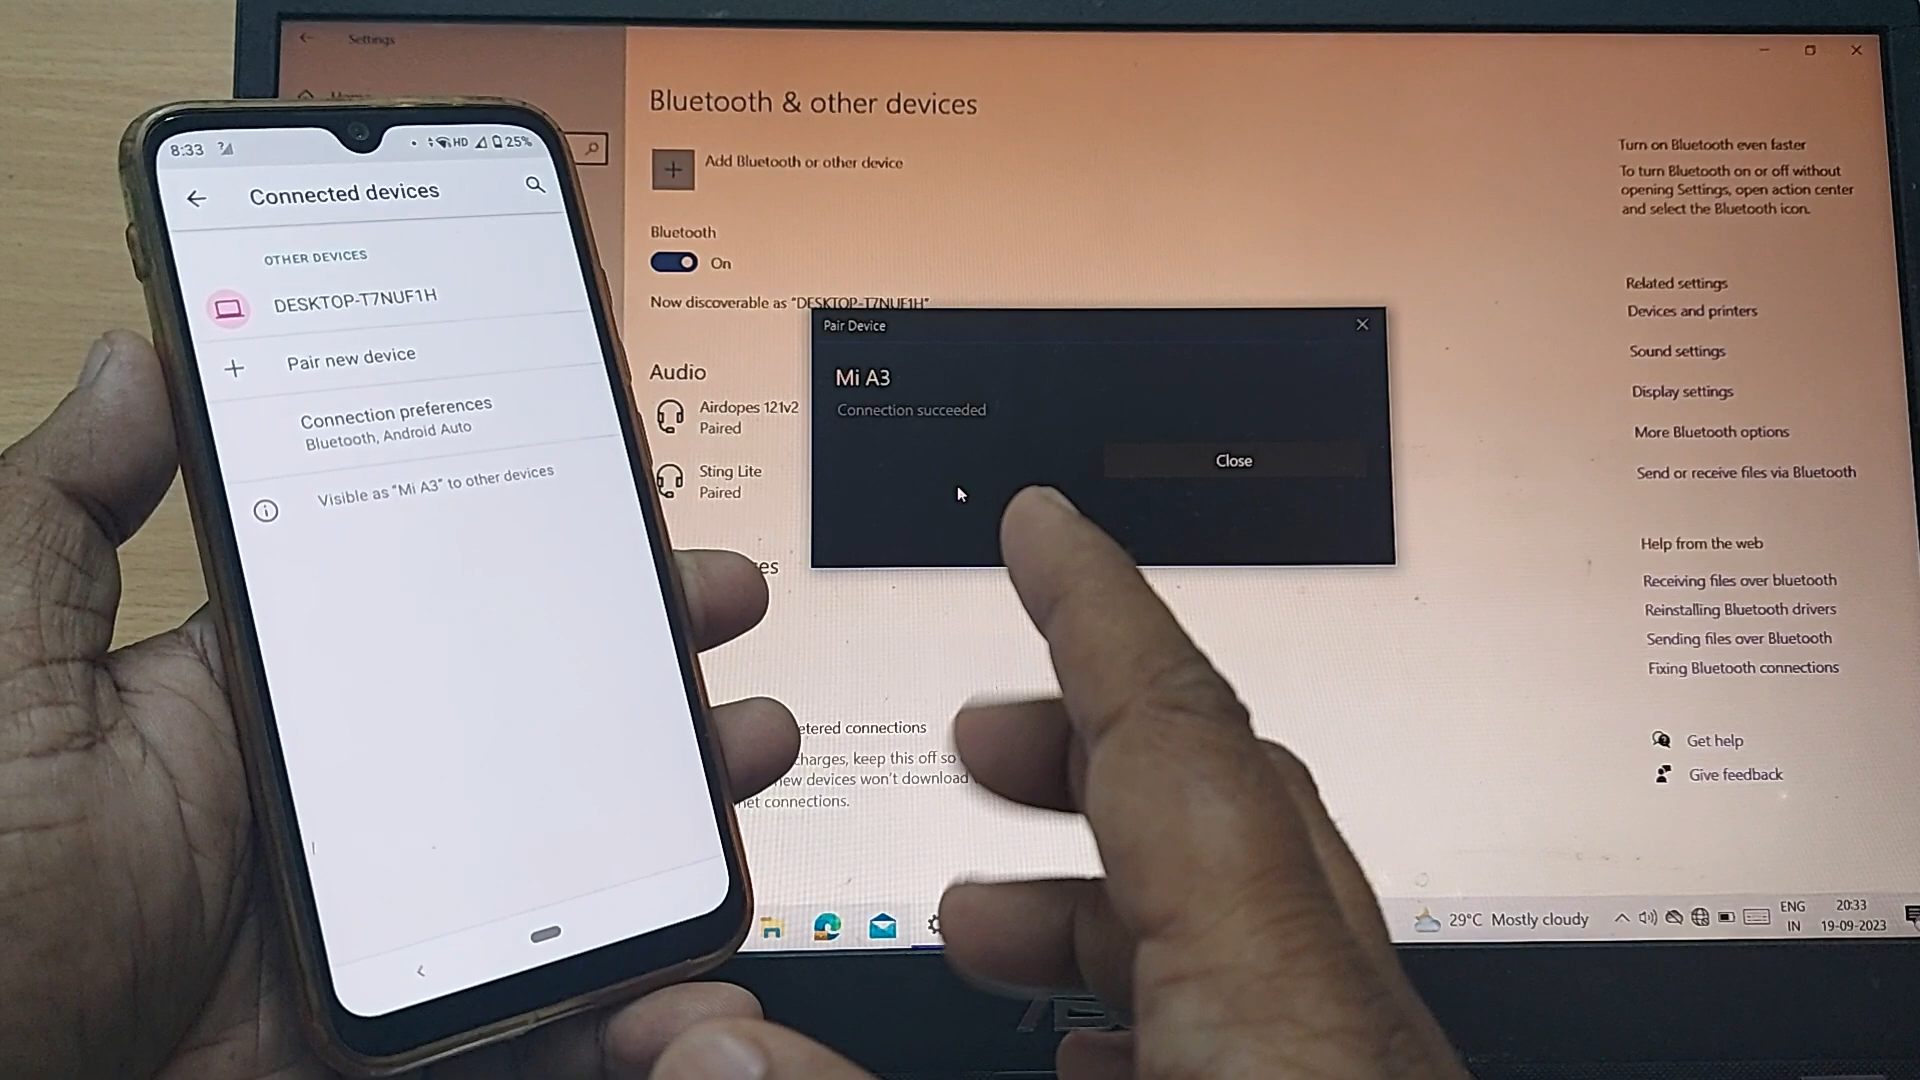 8:33
HD
25%
Connected devices
OTHER DEVICES
DESKTOP-T7NUF1H
Pair new device
Connection preferences
Bluetooth, Android Auto
Visible as "Mi A3" to other devices
Settings
Bluetooth & other devices
Add Bluetooth or other device
Bluetooth
On
Now discoverable as "DESKTOP-T7NUF1H"
Audio
Airdopes 121v2
Paired
Sting Lite
Paired
Pair Device
Mi A3
Connection succeeded
Close
etered connections
charges, keep this off so
new devices won't download
net connections.
Turn on Bluetooth even faster
To turn Bluetooth on or off without
opening Settings, open action center
and select the Bluetooth icon.
Related settings
Devices and printers
Sound settings
Display settings
More Bluetooth options
Send or receive files via Bluetooth
Help from the web
Receiving files over bluetooth
Reinstalling Bluetooth drivers
Sending files over Bluetooth
Fixing Bluetooth connections
Get help
Give feedback
29°C Mostly cloudy
ENG
IN
20:33
19-09-2023